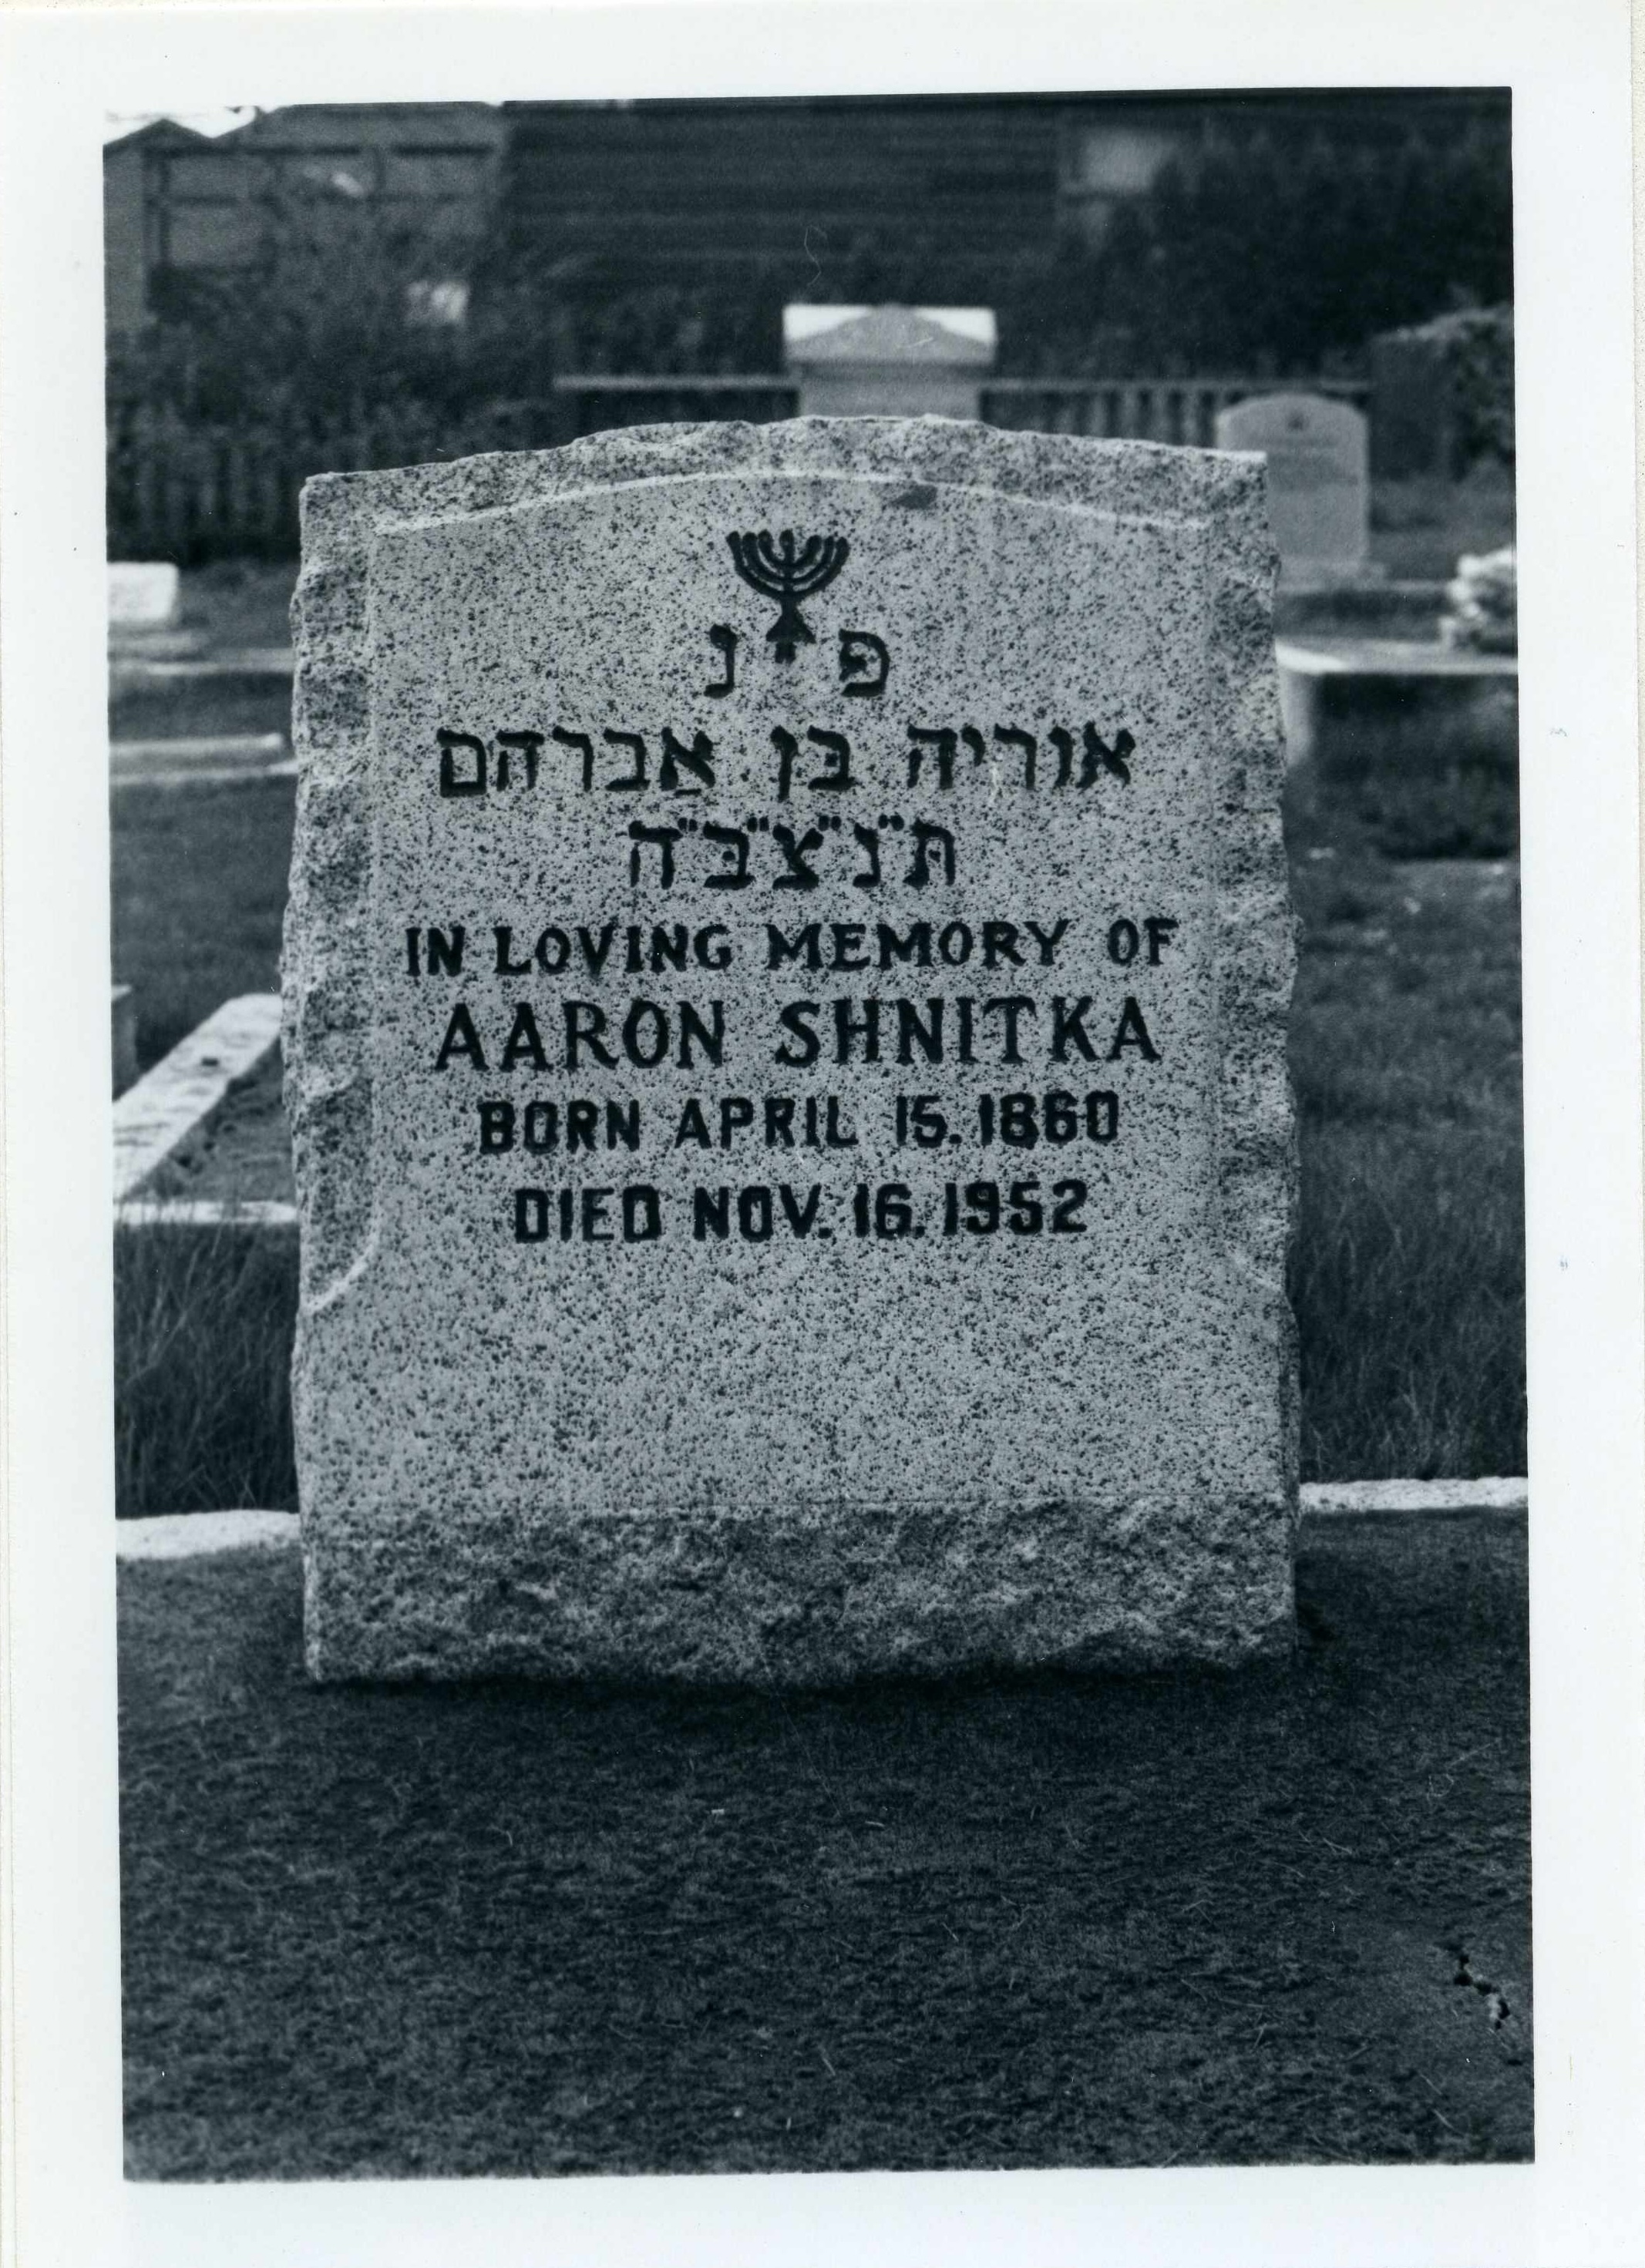 פ נ
אוריה בן אַברהם
ת"נ"צ"ב"ה
IN LOVING MEMORY OF
AARON SHNITKA
BORN APRIL 15. 1860
DIED NOV. 16. 1952